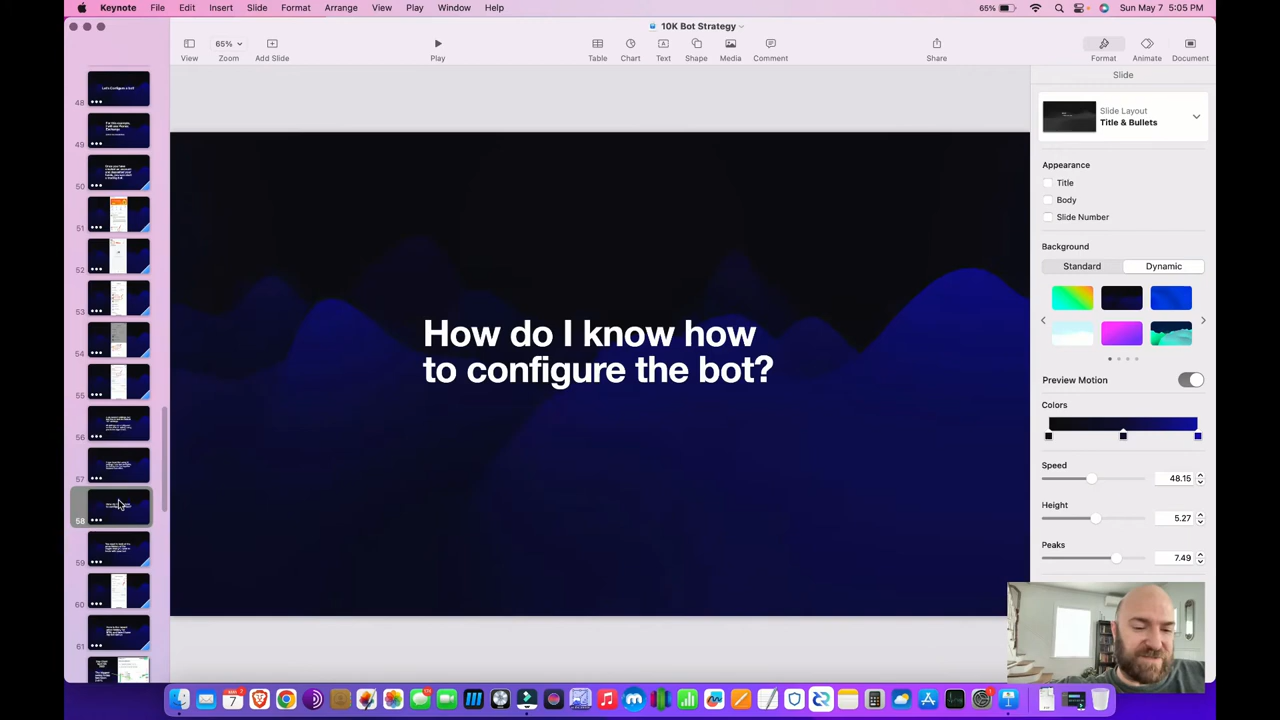 Keynote File Edit Insert Slide Format Arrange View Play Window Help 65% Sun May 7 5:05 PM
10K Bot Strategy
65%
View Zoom Add Slide Play Table Chart Text Shape Media Comment Share Format Animate Document
Slide
Slide Layout
Title & Bullets
Appearance
Title
Body
Slide Number
Background
Standard Dynamic
Preview Motion
Colors
Speed
48.15
Height
5.27
Peaks
7.49
How do I know how
to configure the bot?
48
Let's Configure a bot!
49
50
51
52
53
54
55
56
57
58
59
60
61